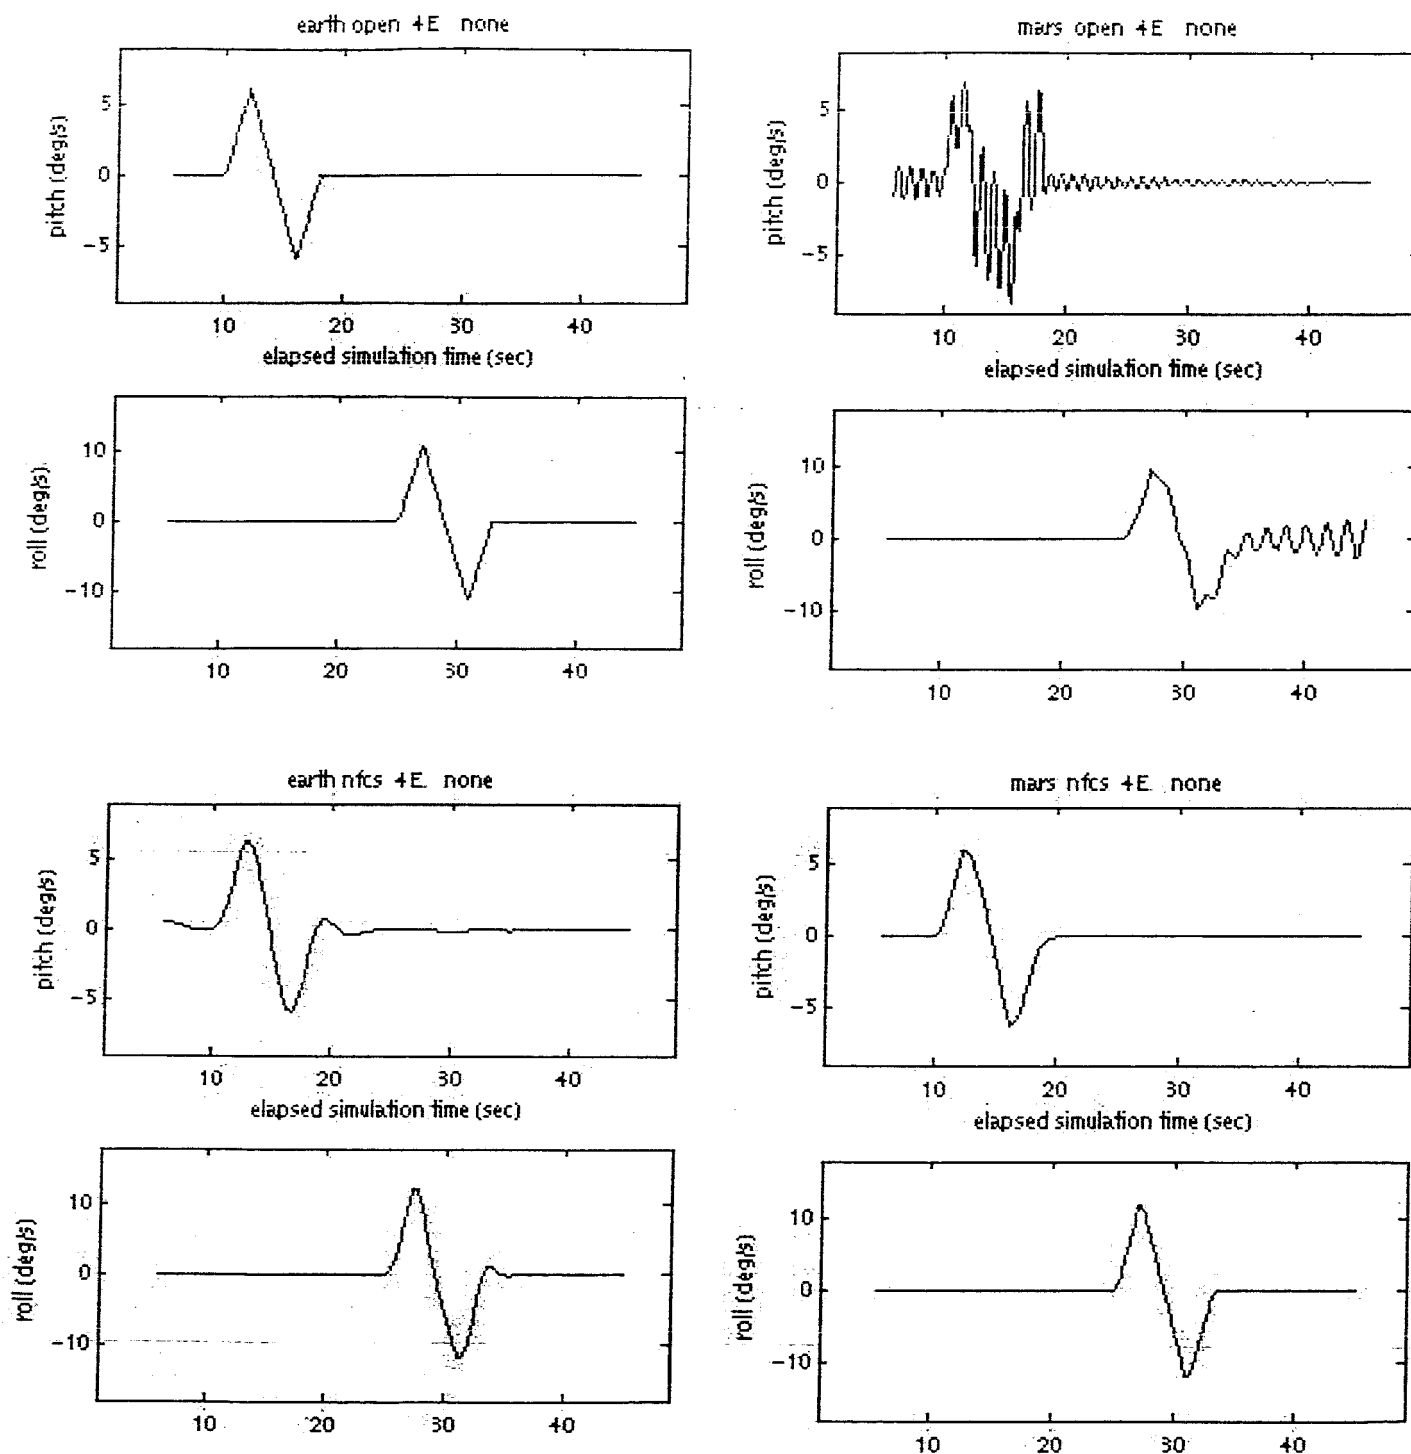 earth open 4E none
5
0
-5
pitch (deg/s)
10 20 30 40
elapsed simulation time (sec)
10
0
-10
roll (deg/s)
10 20 30 40
mars open 4E none
5
0
-5
pitch (deg/s)
10 20 30 40
elapsed simulation time (sec)
10
0
-10
roll (deg/s)
10 20 30 40
earth nfcs 4E. none
5
0
-5
pitch (deg/s)
10 20 30 40
elapsed simulation time (sec)
10
0
-10
roll (deg/s)
10 20 30 40
mars nfcs 4E. none
5
0
-5
pitch (deg/s)
10 20 30 40
elapsed simulation time (sec)
10
0
-10
roll (deg/s)
10 20 30 40